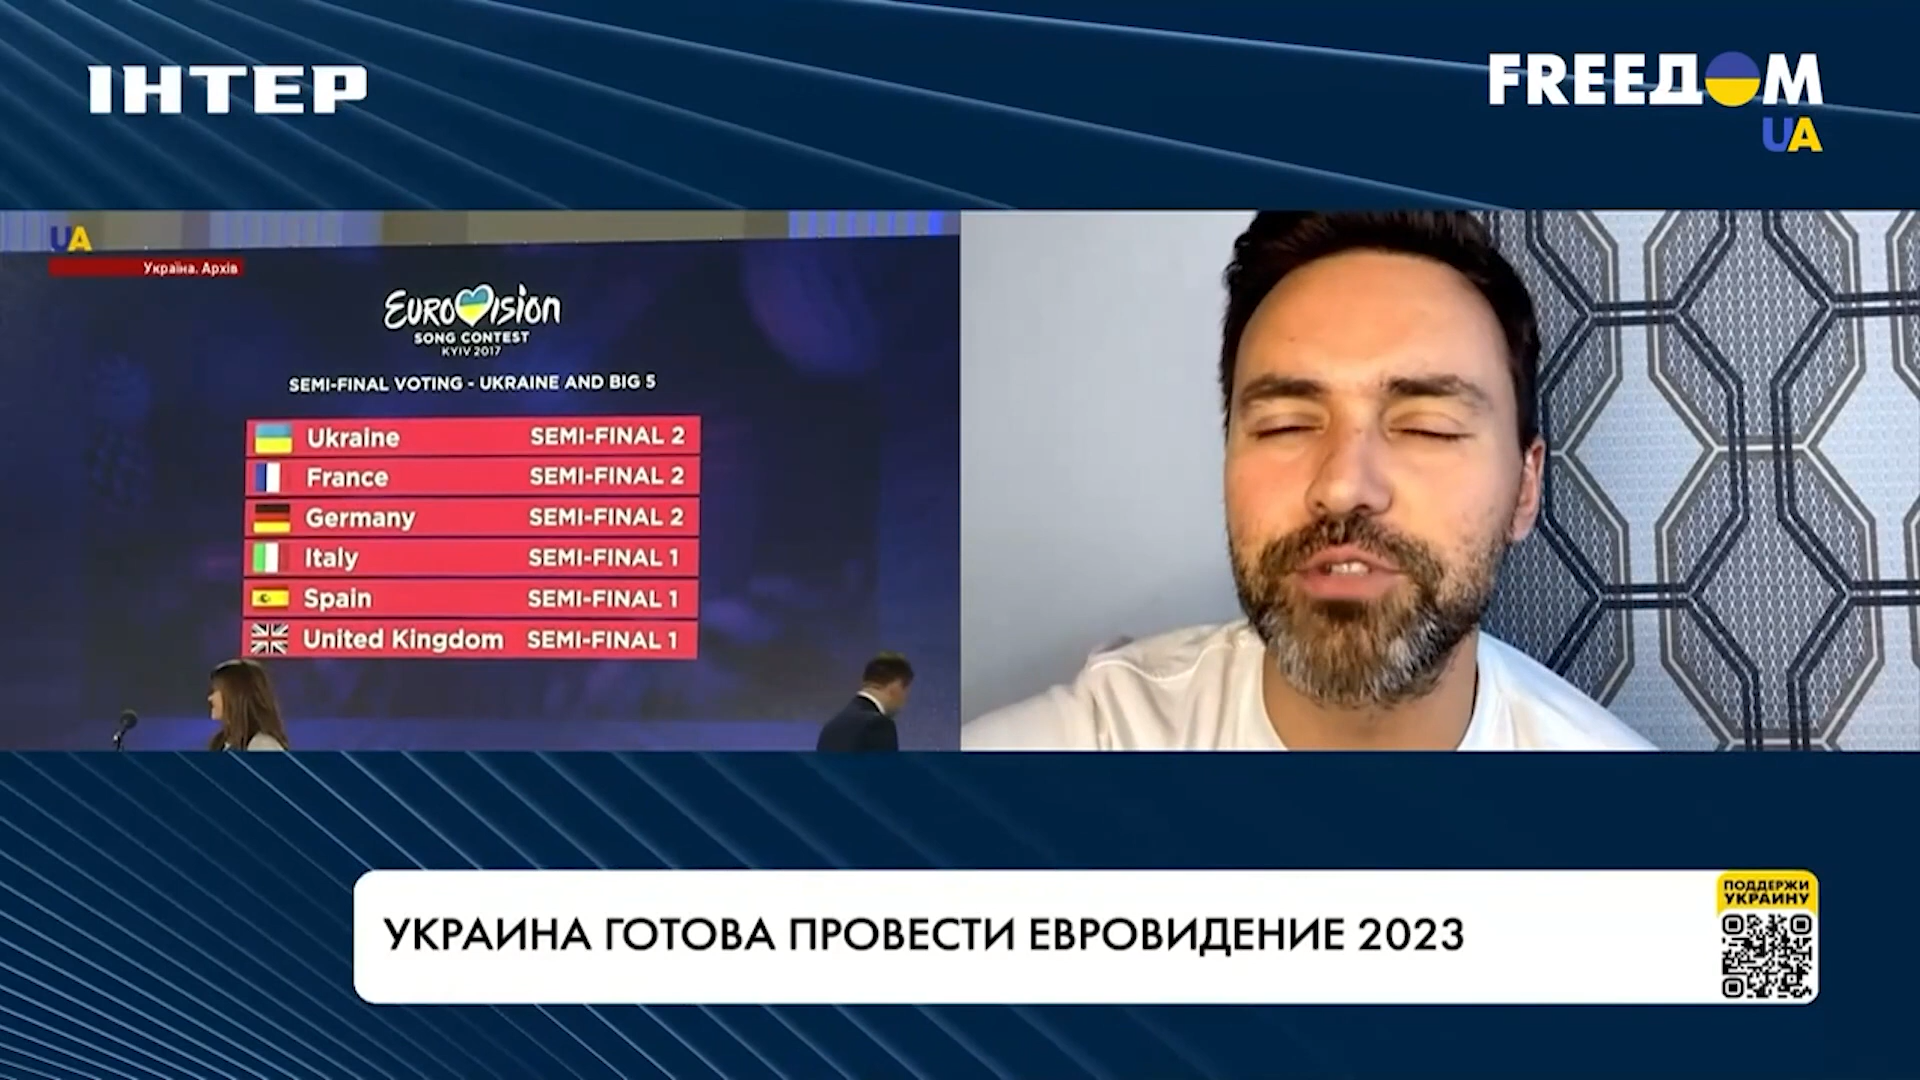 ІНТЕР
FREEДОМ
UA
UA
Україна. Архів
EUROVISION
SONG CONTEST
KYIV 2017
SEMI-FINAL VOTING - UKRAINE AND BIG 5
Ukraine SEMI-FINAL 2
France SEMI-FINAL 2
Germany SEMI-FINAL 2
Italy SEMI-FINAL 1
Spain SEMI-FINAL 1
United Kingdom SEMI-FINAL 1
УКРАИНА ГОТОВА ПРОВЕСТИ ЕВРОВИДЕНИЕ 2023
ПОДДЕРЖИ
УКРАИНУ